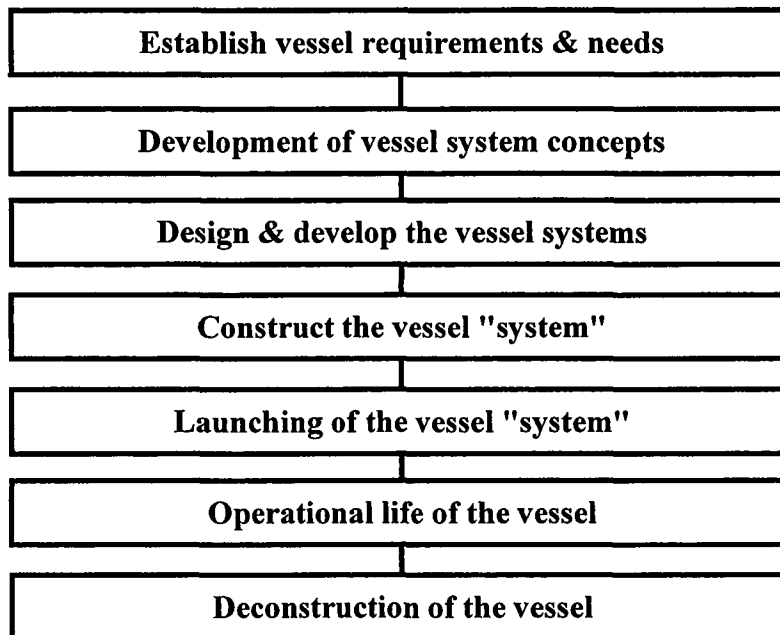 Establish vessel requirements & needs
Development of vessel system concepts
Design & develop the vessel systems
Construct the vessel "system"
Launching of the vessel "system"
Operational life of the vessel
Deconstruction of the vessel